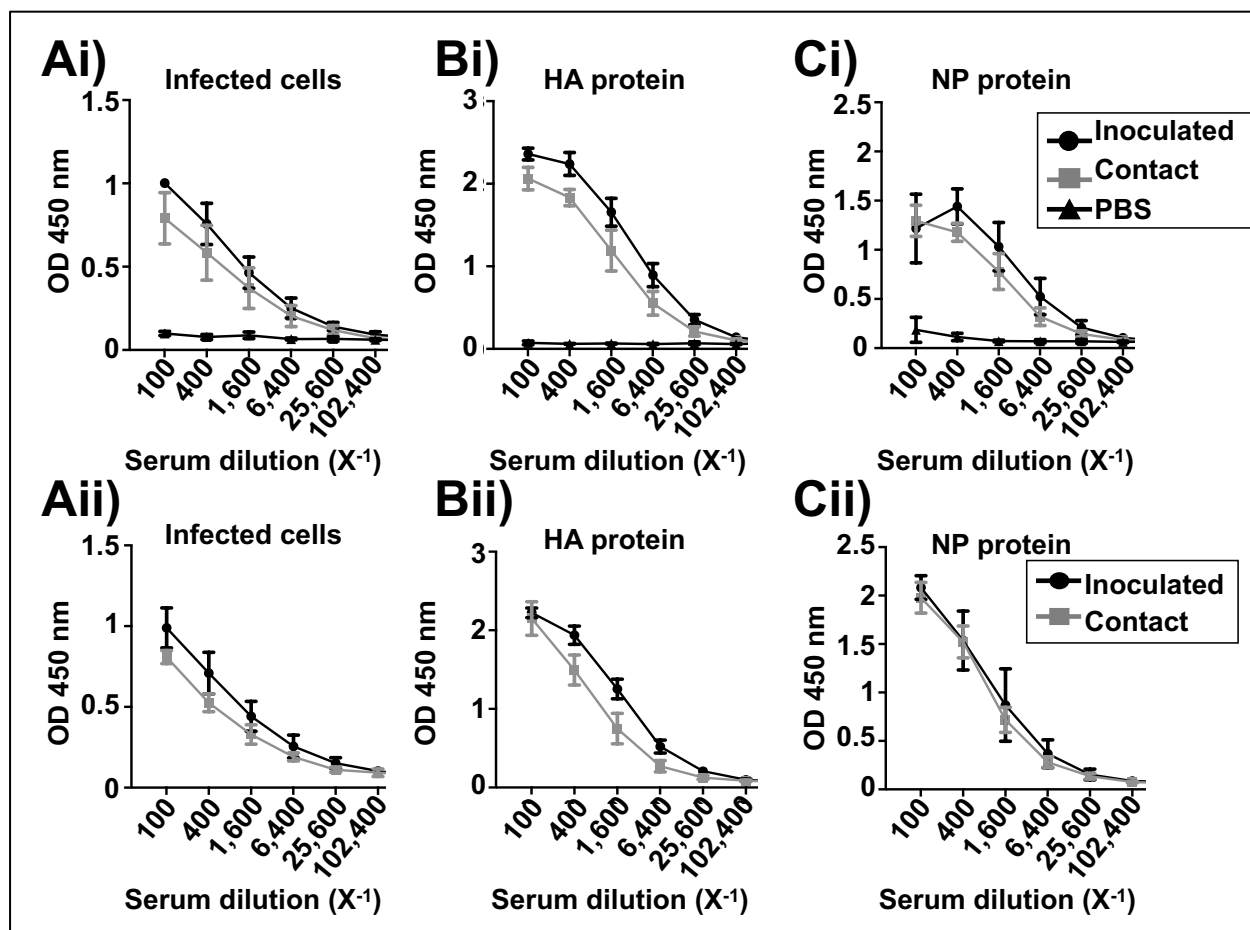 Ai)
Infected cells
OD 450 nm
1.5
1
0.5
0
100
400
1,600
6,400
25,600
102,400
Serum dilution (X⁻¹)
Bi)
HA protein
OD 450 nm
3
2
1
0
100
400
1,600
6,400
25,600
102,400
Serum dilution (X⁻¹)
Ci)
NP protein
OD 450 nm
2.5
2
1.5
1
0.5
0
100
400
1,600
6,400
25,600
102,400
Serum dilution (X⁻¹)
Inoculated
Contact
PBS
Aii)
Infected cells
OD 450 nm
1.5
1
0.5
0
100
400
1,600
6,400
25,600
102,400
Serum dilution (X⁻¹)
Bii)
HA protein
OD 450 nm
3
2
1
0
100
400
1,600
6,400
25,600
102,400
Serum dilution (X⁻¹)
Cii)
NP protein
OD 450 nm
2.5
2
1.5
1
0.5
0
100
400
1,600
6,400
25,600
102,400
Serum dilution (X⁻¹)
Inoculated
Contact